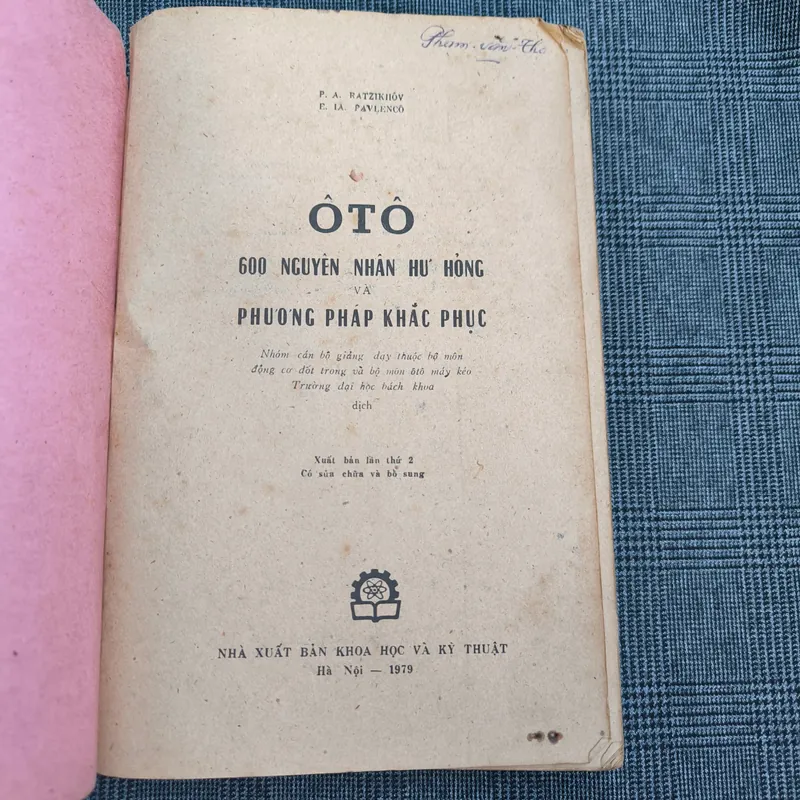 Phạm-văn-Thọ
P. A. RATZIKHÔV
E. IA. PAVLENCÔ
ÔTÔ
600 NGUYÊN NHÂN HƯ HỎNG
VÀ
PHƯƠNG PHÁP KHẮC PHỤC
Nhóm cán bộ giảng dạy thuộc bộ môn
động cơ đốt trong và bộ môn ôtô máy kéo
Trường đại học bách khoa
dịch
Xuất bản lần thứ 2
Có sửa chữa và bổ sung
NHÀ XUẤT BẢN KHOA HỌC VÀ KỸ THUẬT
Hà Nội — 1979